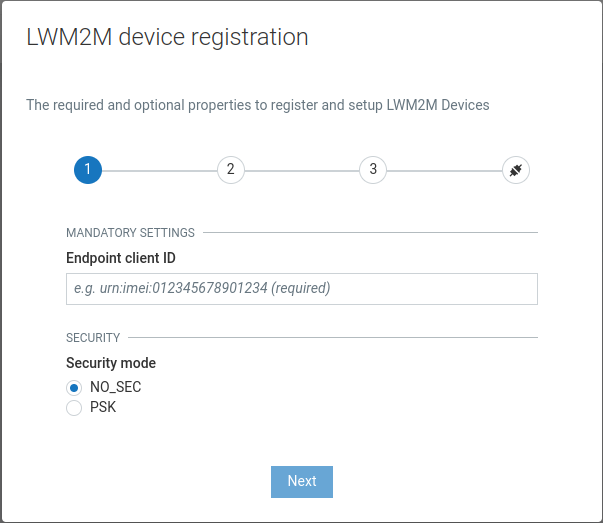 LWM2M device registration
The required and optional properties to register and setup LWM2M Devices
1 2 3
MANDATORY SETTINGS
Endpoint client ID
e.g. urn:imei:012345678901234 (required)
SECURITY
Security mode
NO_SEC
PSK
Next